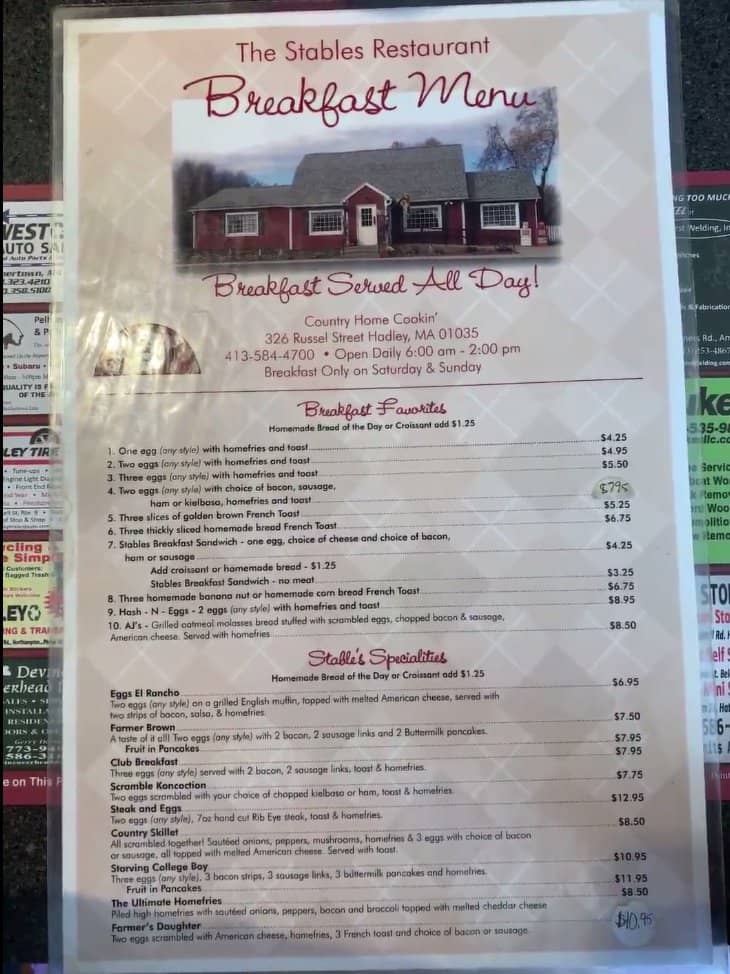 The Stables Restaurant
Breakfast Menu
Breakfast Served All Day!
Country Home Cookin'
326 Russel Street Hadley, MA 01035
413-584-4700 • Open Daily 6:00 am - 2:00 pm
Breakfast Only on Saturday & Sunday
Breakfast Favorites
Homemade Bread of the Day or Croissant add $1.25
1. One egg (any style) with homefries and toast $4.25
2. Two eggs (any style) with homefries and toast $4.95
3. Three eggs (any style) with homefries and toast $5.50
4. Two eggs (any style) with choice of bacon, sausage,
ham or kielbasa, homefries and toast $7.95
5. Three slices of golden brown French Toast $5.25
6. Three thickly sliced homemade bread French Toast $6.75
7. Stables Breakfast Sandwich - one egg, choice of cheese and choice of bacon,
ham or sausage $4.25
Add croissant or homemade bread - $1.25
Stables Breakfast Sandwich - no meat $3.25
8. Three homemade banana nut or homemade corn bread French Toast $6.75
9. Hash - N - Eggs - 2 eggs (any style) with homefries and toast $8.95
10. AJ's - Grilled oatmeal molasses bread stuffed with scrambled eggs, chopped bacon & sausage,
American cheese. Served with homefries $8.50
Stable's Specialities
Homemade Bread of the Day or Croissant add $1.25
Eggs El Rancho $6.95
Two eggs (any style) on a grilled English muffin, topped with melted American cheese, served with
two strips of bacon, salsa, & homefries.
Farmer Brown $7.50
A taste of it all! Two eggs (any style) with 2 bacon, 2 sausage links and 2 Buttermilk pancakes.
Fruit in Pancakes $7.95
Club Breakfast $7.95
Three eggs (any style) served with 2 bacon, 2 sausage links, toast & homefries.
Scramble Koncoction $7.75
Two eggs scrambled with your choice of chopped kielbasa or ham, toast & homefries.
Steak and Eggs $12.95
Two eggs (any style), 7oz hand cut Rib Eye steak, toast & homefries.
Country Skillet $8.50
All scrambled together! Sautéed onions, peppers, mushrooms, homefries & 3 eggs with choice of bacon
or sausage, all topped with melted American cheese. Served with toast.
Starving College Boy $10.95
Three eggs (any style), 3 bacon strips, 3 sausage links, 3 buttermilk pancakes and homefries.
Fruit in Pancakes $11.95
The Ultimate Homefries $8.50
Piled high homefries with sautéed onions, peppers, bacon and broccoli topped with melted cheddar cheese
Farmer's Daughter $10.95
Two eggs scrambled with American cheese, homefries, 3 French toast and choice of bacon or sausage.